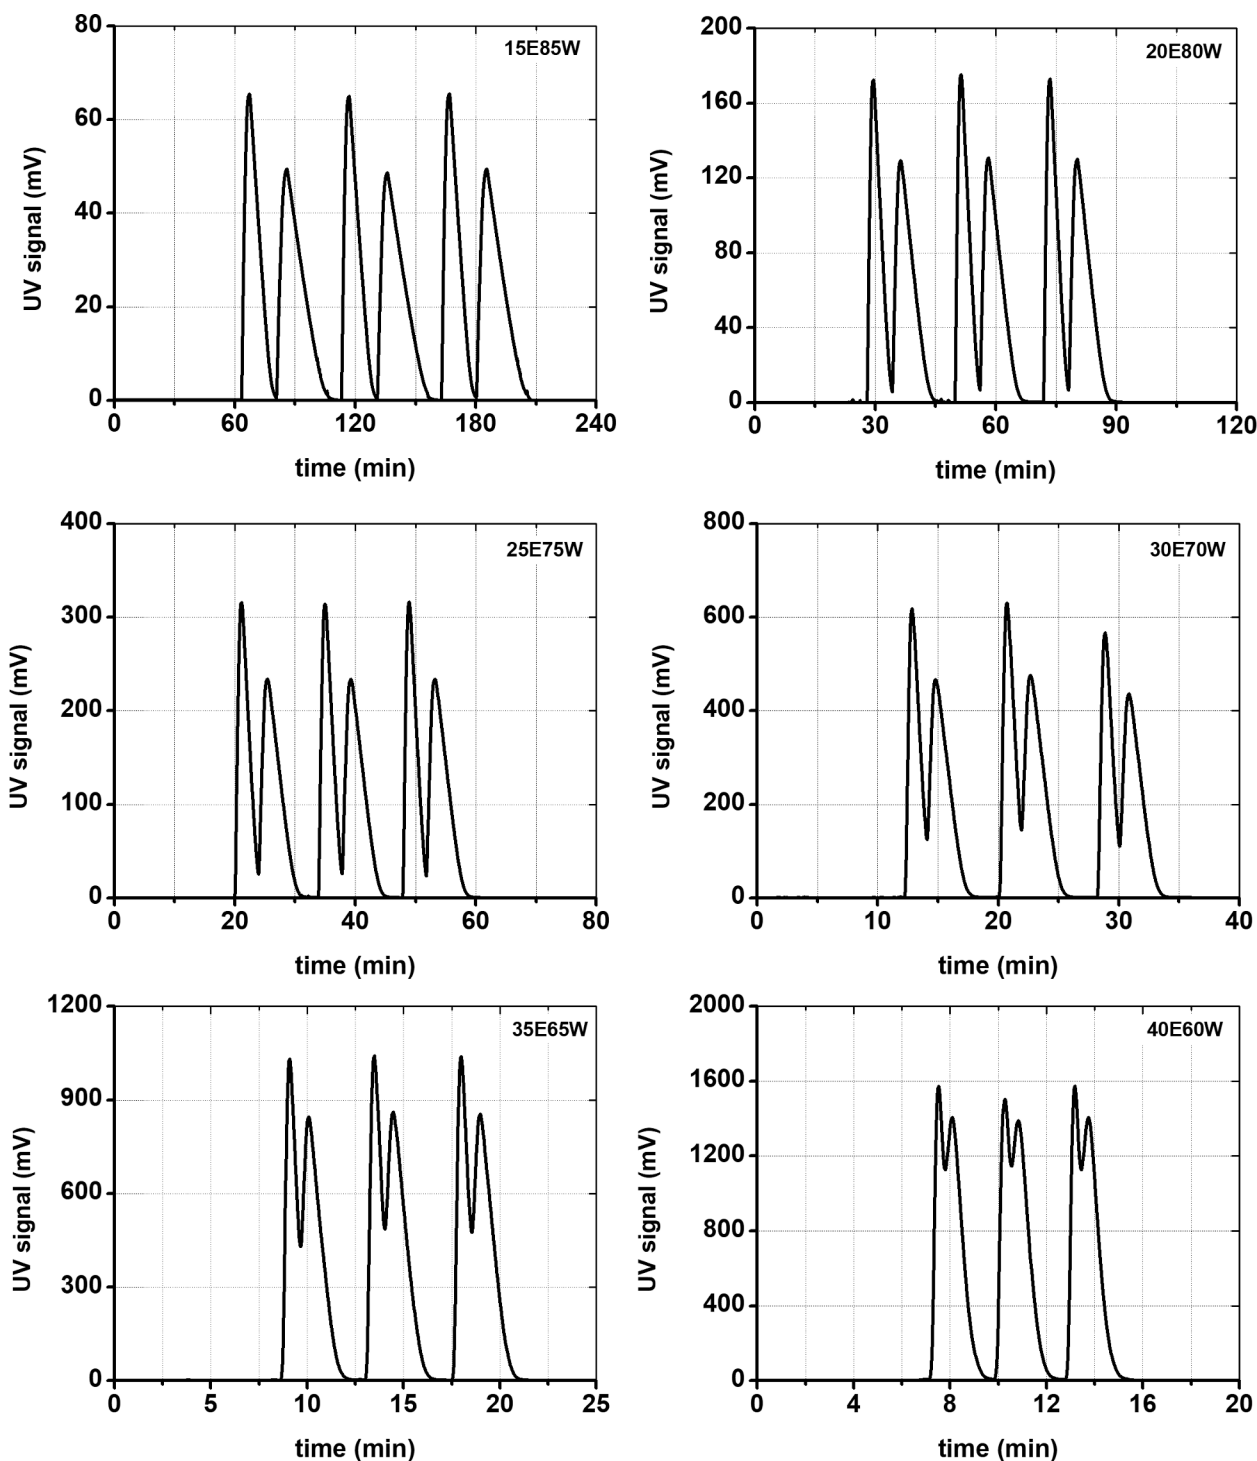 15E85W
UV signal (mV)
80
60
40
20
0
0 60 120 180 240
time (min)
20E80W
UV signal (mV)
200
160
120
80
40
0
0 30 60 90 120
time (min)
25E75W
UV signal (mV)
400
300
200
100
0
0 20 40 60 80
time (min)
30E70W
UV signal (mV)
800
600
400
200
0
0 10 20 30 40
time (min)
35E65W
UV signal (mV)
1200
900
600
300
0
0 5 10 15 20 25
time (min)
40E60W
UV signal (mV)
2000
1600
1200
800
400
0
0 4 8 12 16 20
time (min)